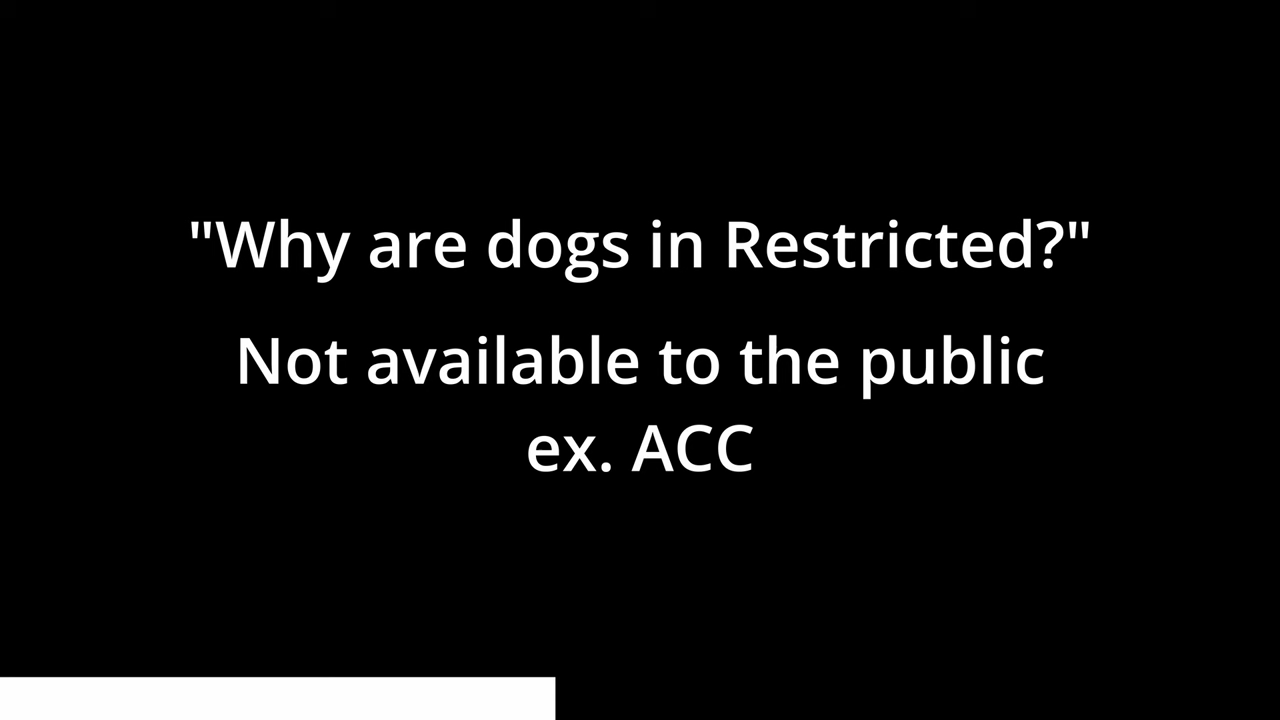 "Why are dogs in Restricted?"
Not available to the public
ex. ACC